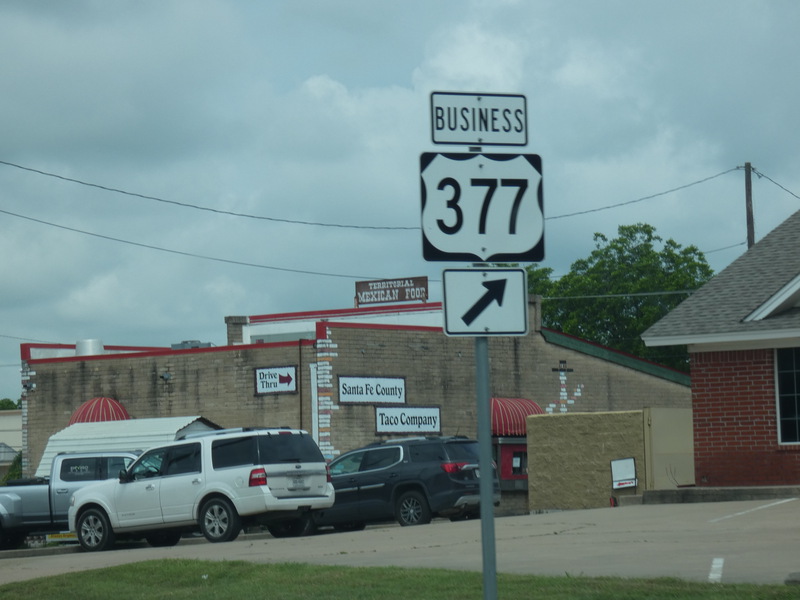 BUSINESS
377
TERRITORIAL
MEXICAN FOOD
Drive
Thru
Santa Fe County
Taco Company